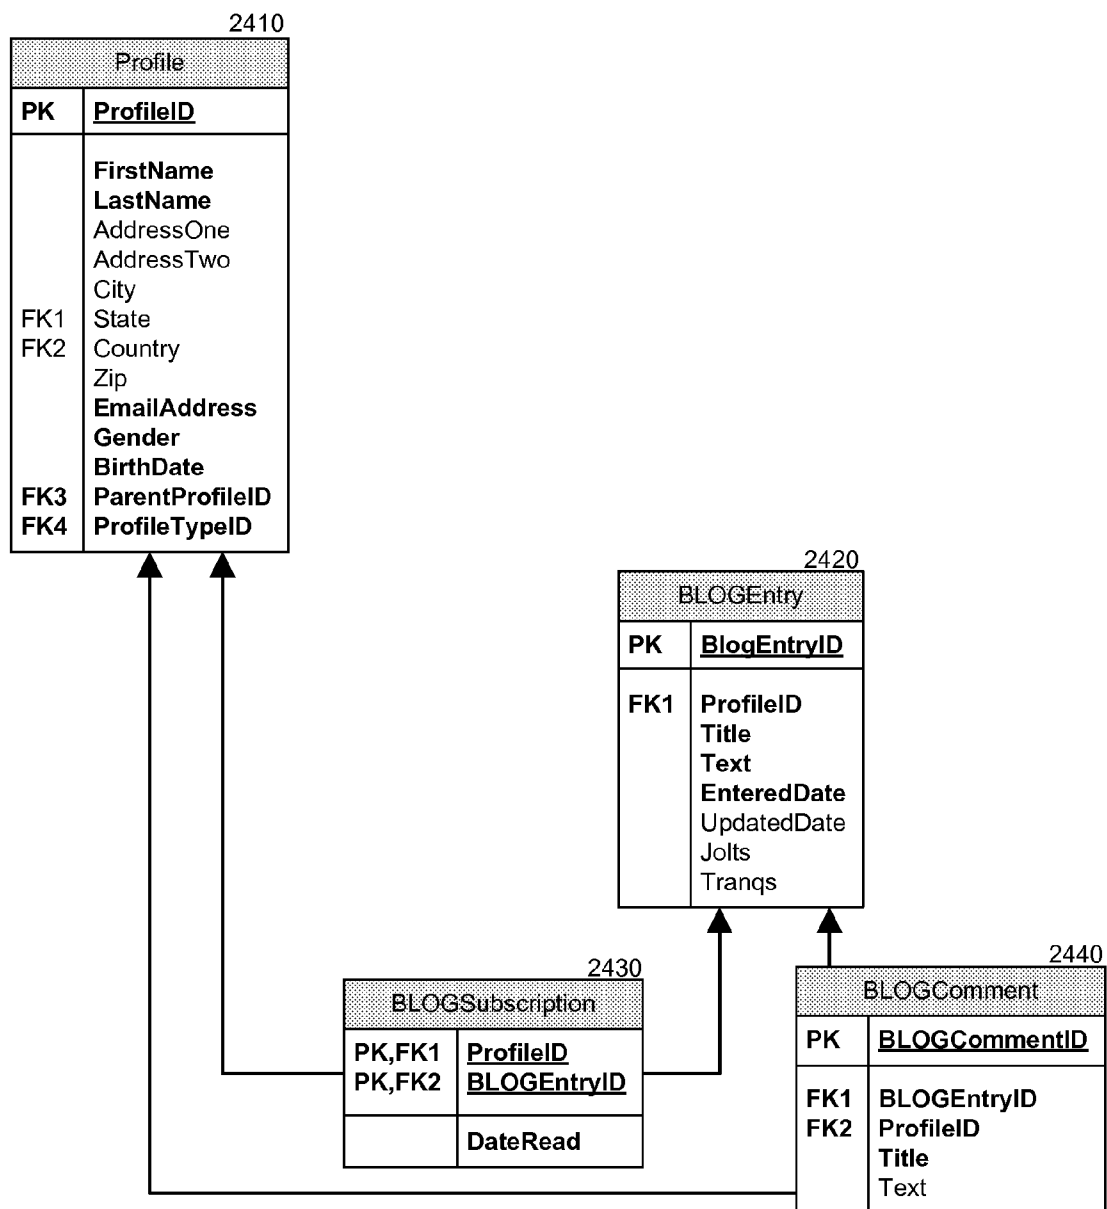 2410
Profile
PK ProfileID
FirstName
LastName
AddressOne
AddressTwo
City
FK1 State
FK2 Country
Zip
EmailAddress
Gender
BirthDate
FK3 ParentProfileID
FK4 ProfileTypeID
2420
BLOGEntry
PK BlogEntryID
FK1 ProfileID
Title
Text
EnteredDate
UpdatedDate
Jolts
Tranqs
2430
BLOGSubscription
PK,FK1 ProfileID
PK,FK2 BLOGEntryID
DateRead
2440
BLOGComment
PK BLOGCommentID
FK1 BLOGEntryID
FK2 ProfileID
Title
Text